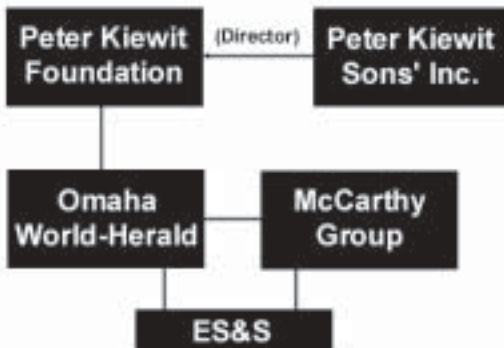 Peter Kiewit
Foundation
(Director)
Peter Kiewit
Sons' Inc.
Omaha
World-Herald
McCarthy
Group
ES&S